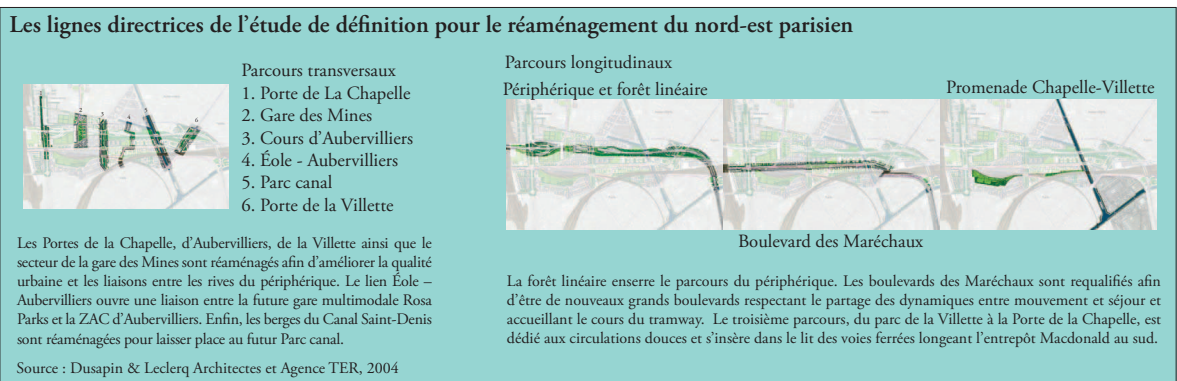 Les lignes directrices de l'étude de définition pour le réaménagement du nord-est parisien
Parcours transversaux
1. Porte de La Chapelle
2. Gare des Mines
3. Cours d'Aubervilliers
4. Éole - Aubervilliers
5. Parc canal
6. Porte de la Villette
Les Portes de la Chapelle, d'Aubervilliers, de la Villette ainsi que le
secteur de la gare des Mines sont réaménagés afin d'améliorer la qualité
urbaine et les liaisons entre les rives du périphérique. Le lien Éole –
Aubervilliers ouvre une liaison entre la future gare multimodale Rosa
Parks et la ZAC d'Aubervilliers. Enfin, les berges du Canal Saint-Denis
sont réaménagées pour laisser place au futur Parc canal.
Source : Dusapin & Leclerq Architectes et Agence TER, 2004
Parcours longitudinaux
Périphérique et forêt linéaire
Promenade Chapelle-Villette
Boulevard des Maréchaux
La forêt linéaire enserre le parcours du périphérique. Les boulevards des Maréchaux sont requalifiés afin
d'être de nouveaux grands boulevards respectant le partage des dynamiques entre mouvement et séjour et
accueillant le cours du tramway. Le troisième parcours, du parc de la Villette à la Porte de la Chapelle, est
dédié aux circulations douces et s'insère dans le lit des voies ferrées longeant l'entrepôt Macdonald au sud.